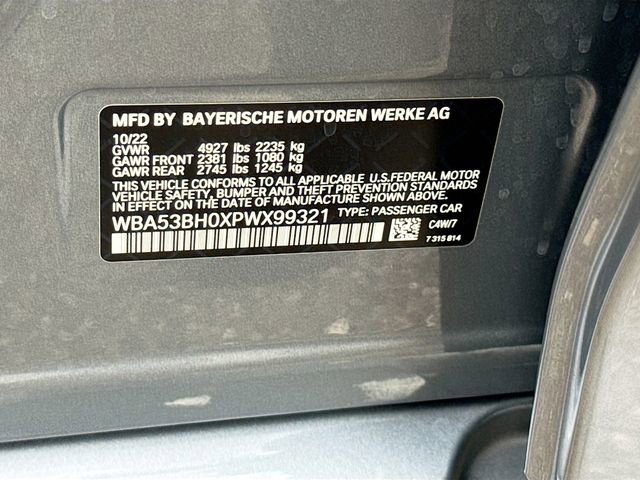 MFD BY BAYERISCHE MOTOREN WERKE AG
10/22
GVWR 4927 lbs 2235 kg
GAWR FRONT 2381 lbs 1080 kg
GAWR REAR 2745 lbs 1245 kg
THIS VEHICLE CONFORMS TO ALL APPLICABLE U.S.FEDERAL MOTOR
VEHICLE SAFETY, BUMPER AND THEFT PREVENTION STANDARDS
IN EFFECT ON THE DATE OF MANUFACTURE SHOWN ABOVE.
WBA53BH0XPWX99321 TYPE: PASSENGER CAR
C4W/7
7 315 814